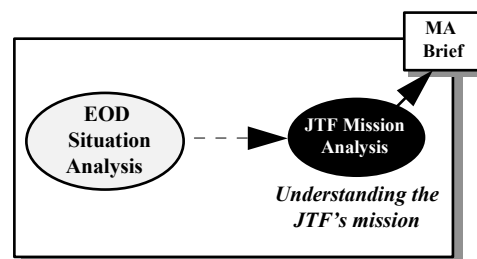 MA
Brief
EOD
Situation
Analysis
JTF Mission
Analysis
Understanding the
JTF's mission